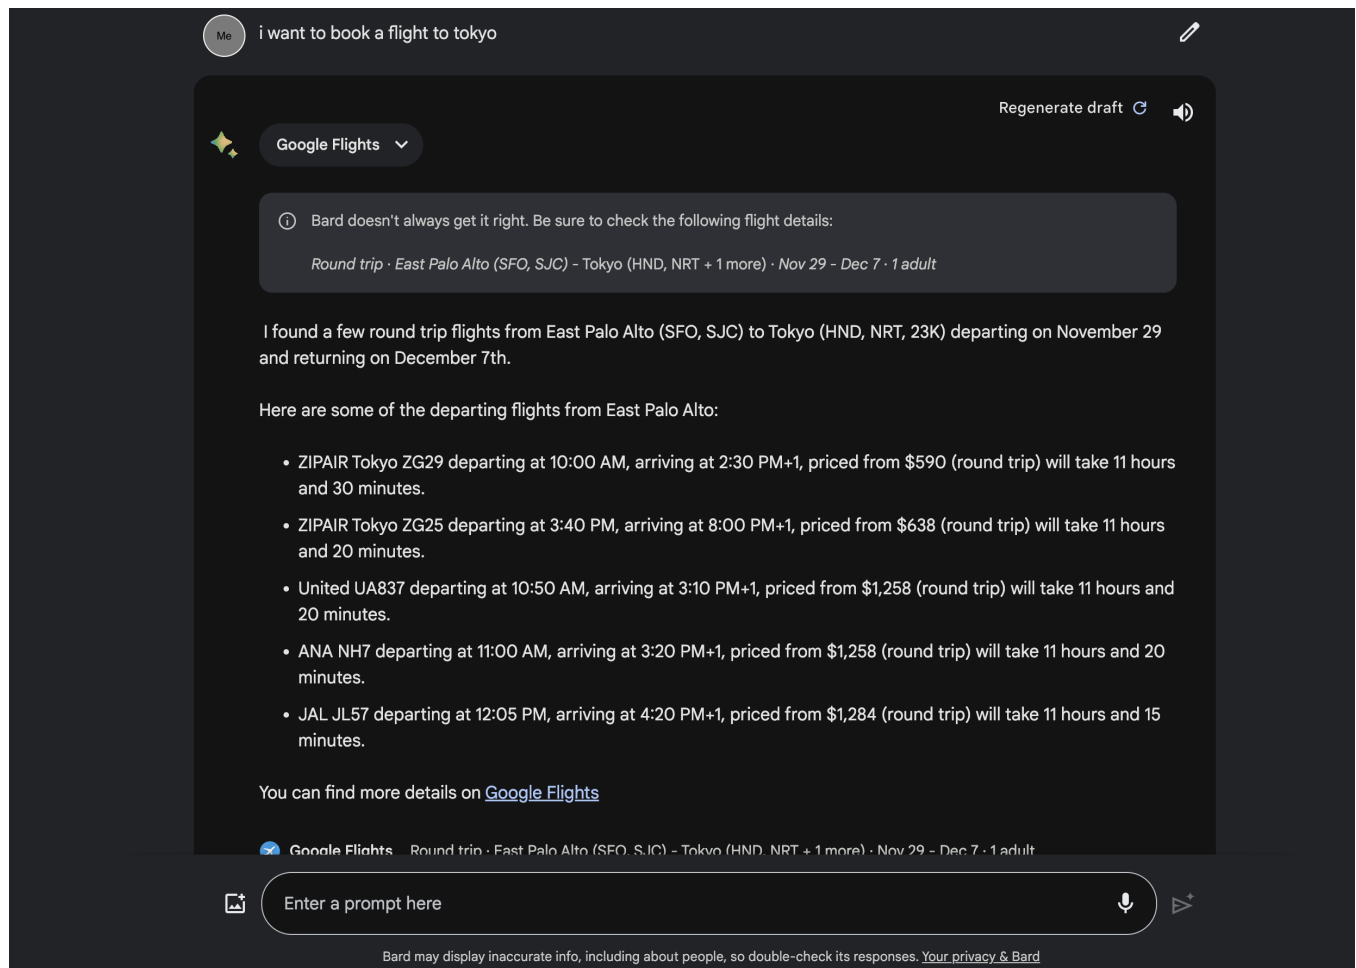 Me
i want to book a flight to tokyo
Regenerate draft
Google Flights
Bard doesn't always get it right. Be sure to check the following flight details:
Round trip · East Palo Alto (SFO, SJC) - Tokyo (HND, NRT + 1 more) · Nov 29 - Dec 7 · 1 adult
I found a few round trip flights from East Palo Alto (SFO, SJC) to Tokyo (HND, NRT, 23K) departing on November 29
and returning on December 7th.
Here are some of the departing flights from East Palo Alto:
• ZIPAIR Tokyo ZG29 departing at 10:00 AM, arriving at 2:30 PM+1, priced from $590 (round trip) will take 11 hours
and 30 minutes.
• ZIPAIR Tokyo ZG25 departing at 3:40 PM, arriving at 8:00 PM+1, priced from $638 (round trip) will take 11 hours
and 20 minutes.
• United UA837 departing at 10:50 AM, arriving at 3:10 PM+1, priced from $1,258 (round trip) will take 11 hours and
20 minutes.
• ANA NH7 departing at 11:00 AM, arriving at 3:20 PM+1, priced from $1,258 (round trip) will take 11 hours and 20
minutes.
• JAL JL57 departing at 12:05 PM, arriving at 4:20 PM+1, priced from $1,284 (round trip) will take 11 hours and 15
minutes.
You can find more details on Google Flights
Google Flights Round trip · East Palo Alto (SFO, SJC) - Tokyo (HND, NRT + 1 more) · Nov 29 - Dec 7 · 1 adult
Enter a prompt here
Bard may display inaccurate info, including about people, so double-check its responses. Your privacy & Bard